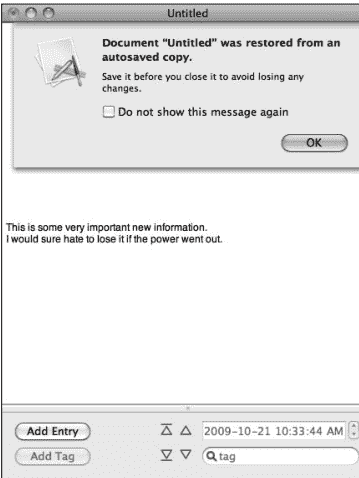 Untitled
Document “Untitled” was restored from an
autosaved copy.
Save it before you close it to avoid losing any
changes.
Do not show this message again
OK
This is some very important new information.
I would sure hate to lose it if the power went out.
Add Entry
2009-10-21 10:33:44 AM
Add Tag
tag